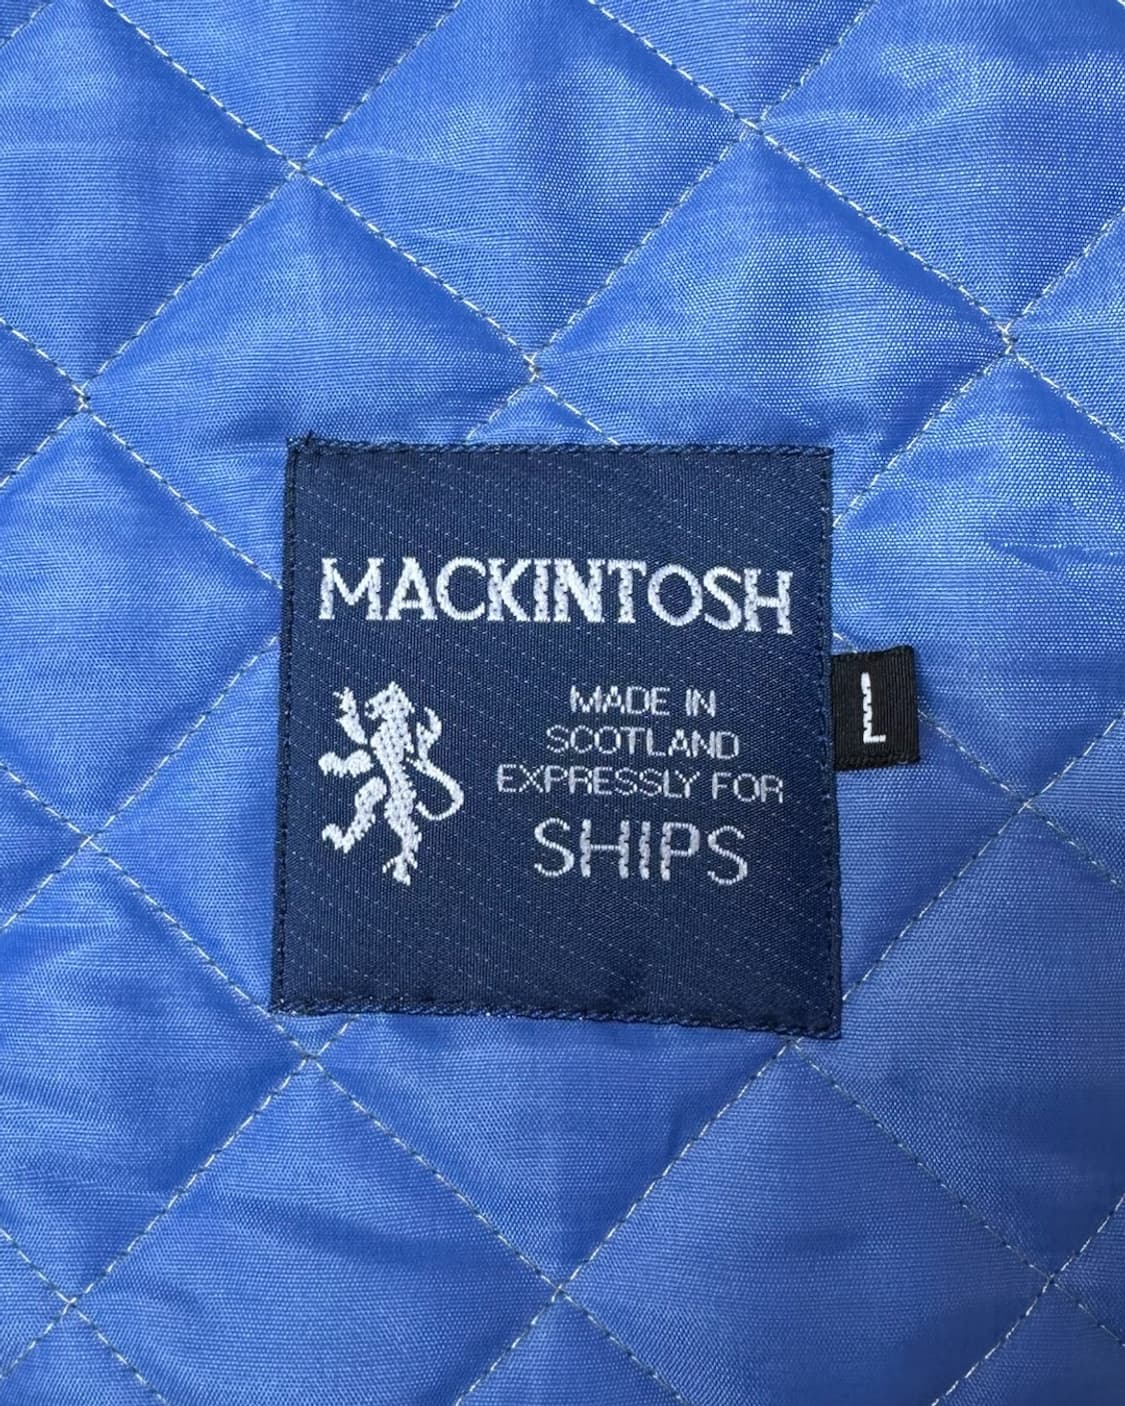 MACKINTOSH
MADE IN
SCOTLAND
EXPRESSLY FOR
SHIPS
L